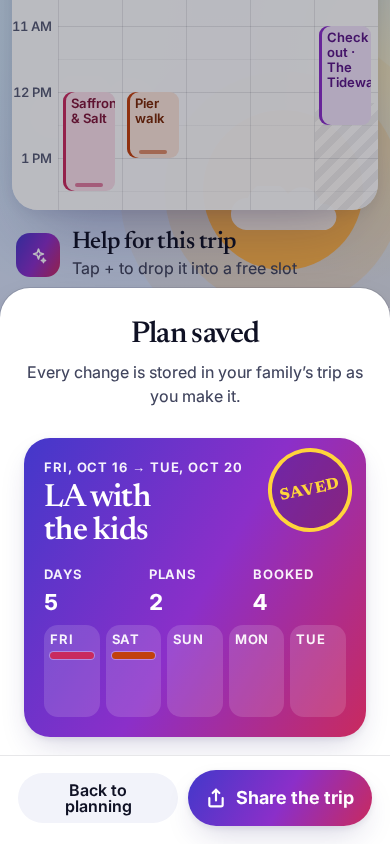 11 AM
Check
out ·
The
Tidewa
12 PM
Saffron
& Salt
Pier
walk
1 PM
Help for this trip
Tap + to drop it into a free slot
Plan saved
Every change is stored in your family’s trip as
you make it.
FRI, OCT 16 → TUE, OCT 20
SAVED
LA with
the kids
DAYS PLANS BOOKED
5 2 4
FRI SAT SUN MON TUE
Back to
planning
Share the trip